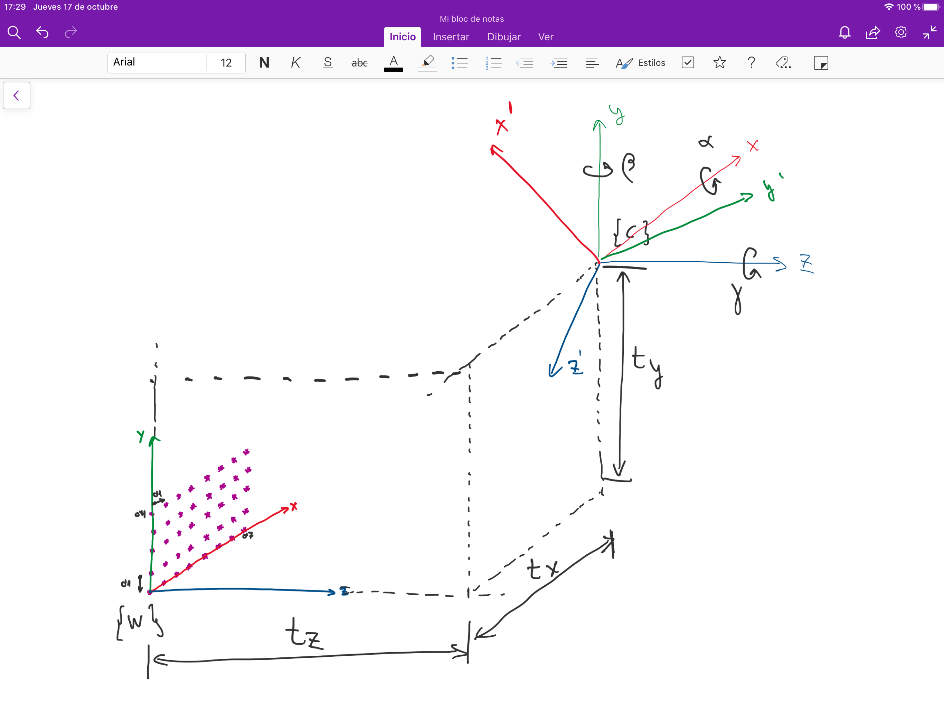 17:29 Jueves 17 de octubre 100 %
Mi bloc de notas
Inicio Insertar Dibujar Ver
Arial 12 N K S abc A Estilos ?
x'
y
α
x
β
y'
{C}
z
γ
z'
ty
Y
x
z
{W}
tx
tz